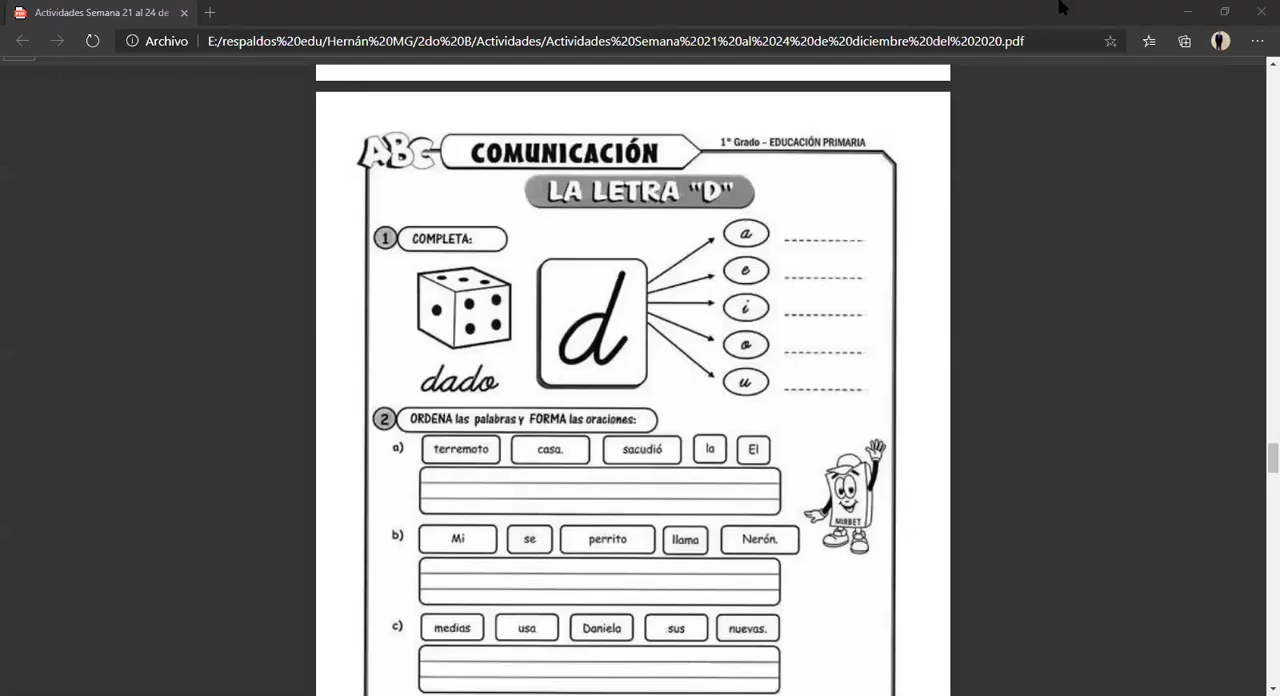 Actividades Semana 21 al 24 de
Archivo
E:/respaldos%20edu/Hernán%20MG/2do%20B/Actividades/Actividades%20Semana%2021%20al%2024%20de%20diciembre%20del%202020.pdf
ABC
COMUNICACIÓN
1° Grado - EDUCACIÓN PRIMARIA
LA LETRA "D"
1 COMPLETA:
dado
d
a
e
i
o
u
2 ORDENA las palabras y FORMA las oraciones:
a) terremoto casa. sacudió la El
MIRBET
b) Mi se perrito llama Nerón.
c) medias usa Daniela sus nuevas.